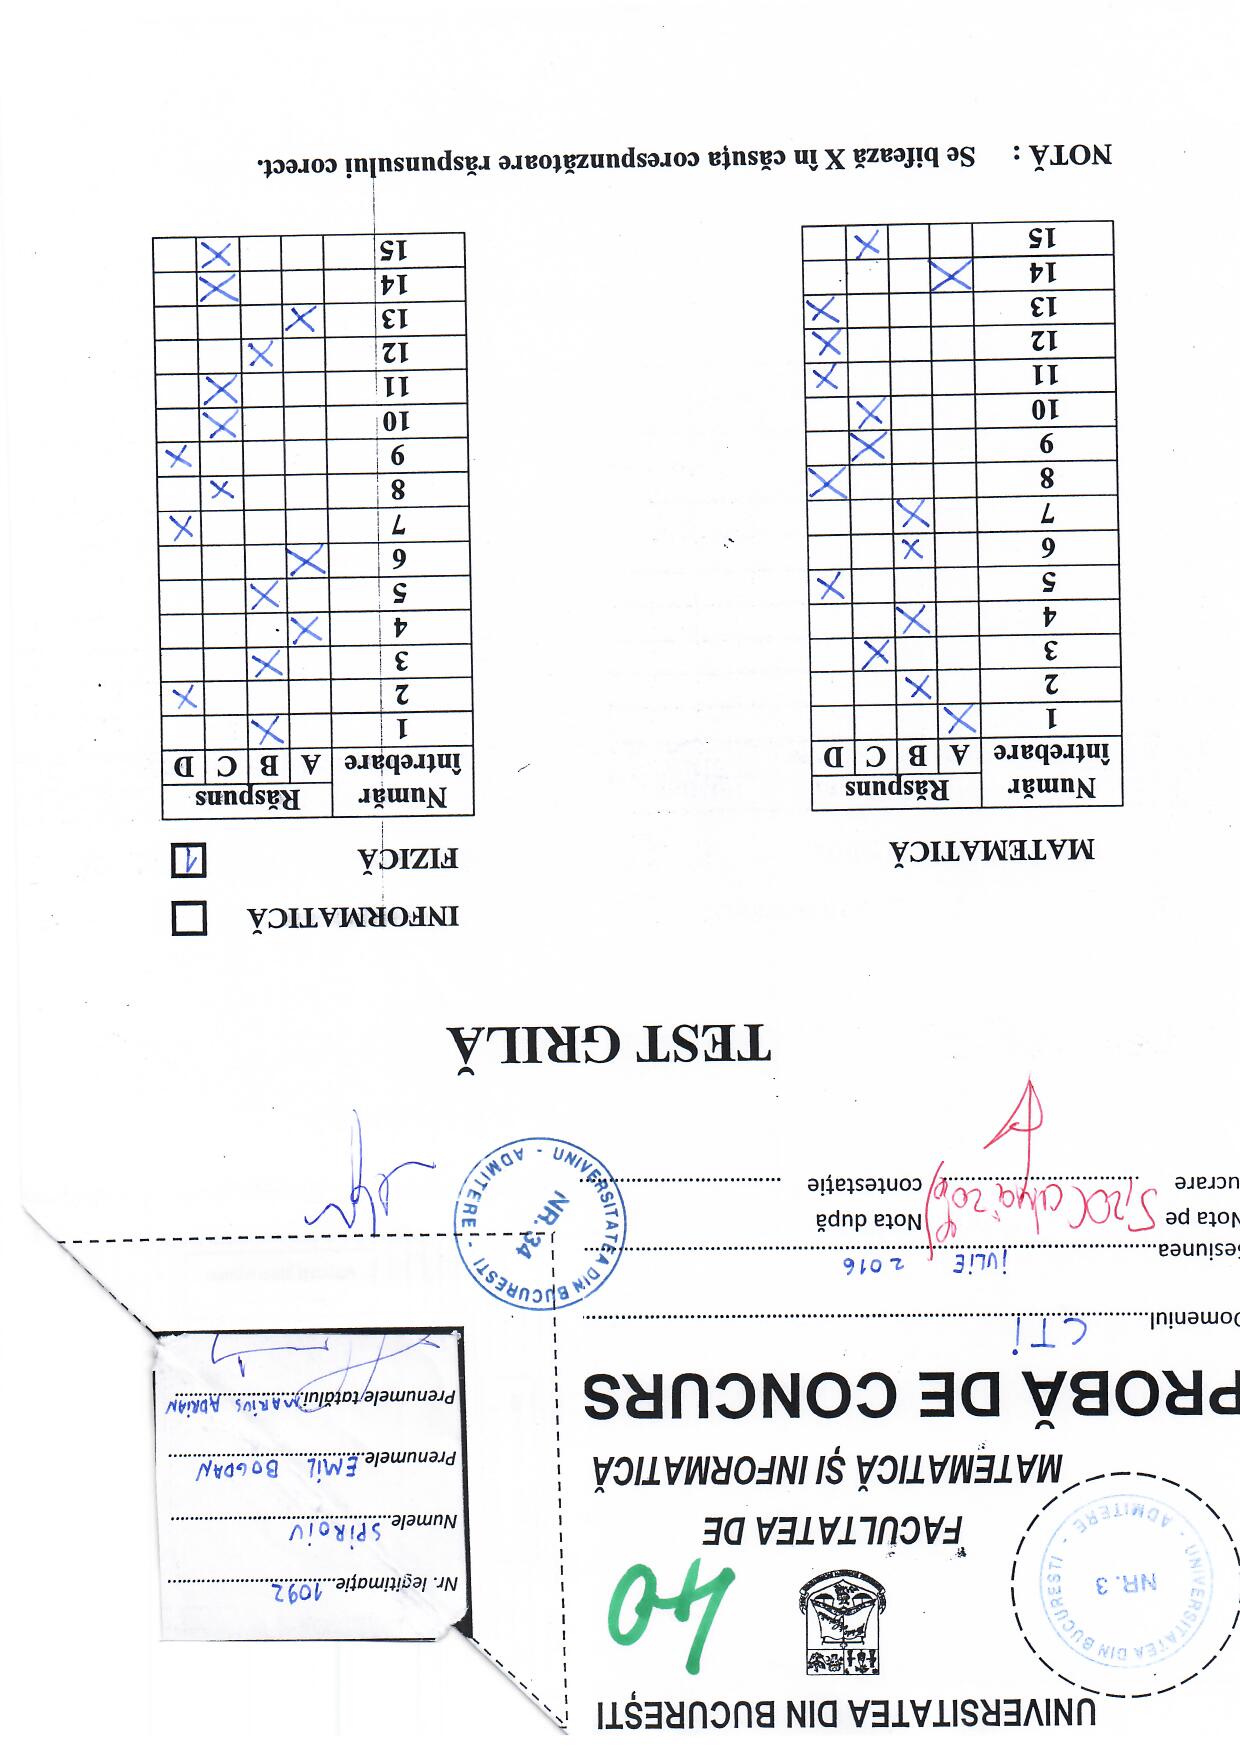 UNIVERSITATEA DIN BUCUREŞTI
FACULTATEA DE
MATEMATICĂ ŞI INFORMATICĂ
UNIVERSITATEA DIN BUCUREŞTI - ADMITERE -
NR. 3
40
PROBĂ DE CONCURS
Domeniul CTI
Sesiunea iULiE 2016
Nota pe
lucrare 5,20 (
Nota după
contestaţie
Nr. legitimaţie 1092
Numele SPiROiU
Prenumele EMiL BOGDAN
Prenumele tatălui MARiUS ADRiAN
UNIVERSITATEA DIN BUCURESTI - ADMITERE -
NR. 34
TEST GRILĂ
INFORMATICĂ
MATEMATICĂ
FIZICĂ 1
Număr întrebare Răspuns
A B C D
1 X
2 X
3 X
4 X
5 X
6 X
7 X
8 X
9 X
10 X
11 X
12 X
13 X
14 X
15 X
Număr întrebare Răspuns
A B C D
1 X
2 X
3 X
4 X
5 X
6 X
7 X
8 X
9 X
10 X
11 X
12 X
13 X
14 X
15 X
NOTĂ : Se bifează X în căsuţa corespunzătoare răspunsului corect.